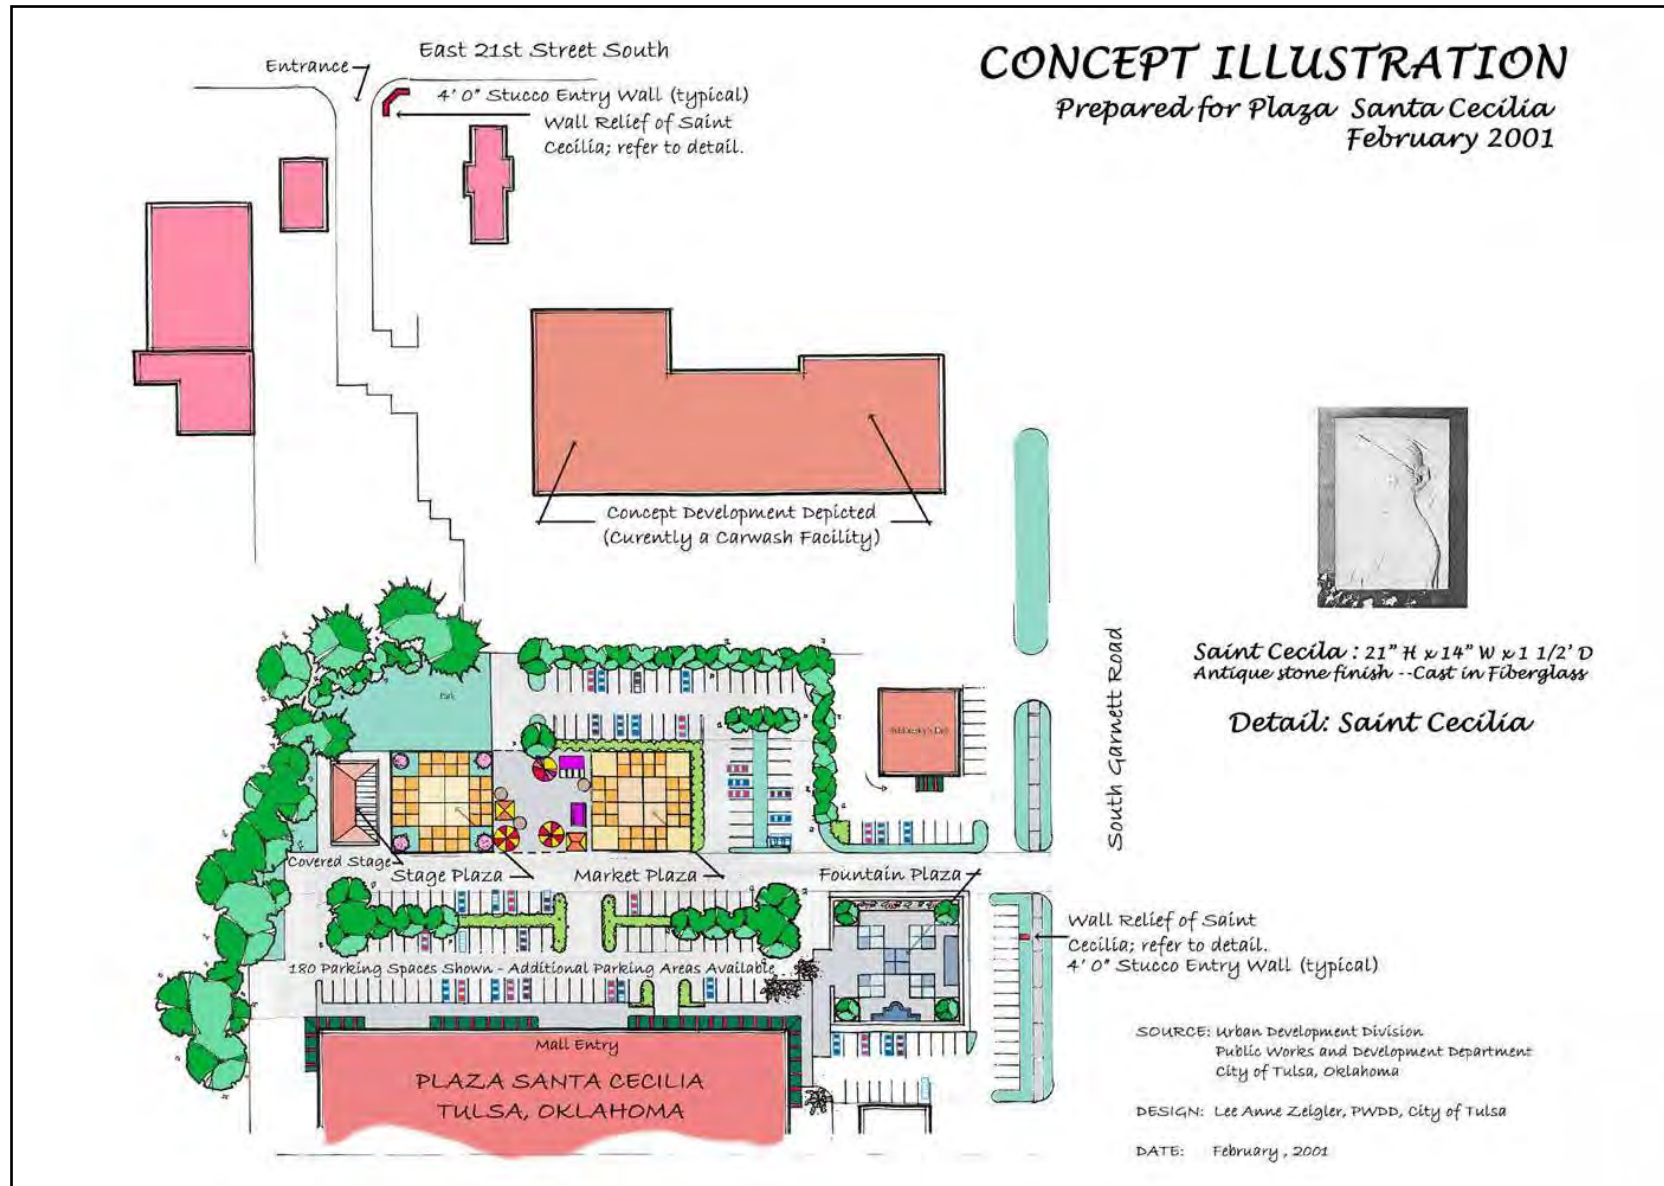 CONCEPT ILLUSTRATION
Prepared for Plaza Santa Cecilia
February 2001
East 21st Street South
Entrance
4' 0" Stucco Entry Wall (typical)
Wall Relief of Saint
Cecilia; refer to detail.
Concept Development Depicted
(Curently a Carwash Facility)
Saint Cecila : 21" H x 14" W x 1 1/2' D
Antique stone finish --Cast in Fiberglass
Detail: Saint Cecilia
South Garnett Road
Park
Covered Stage
Stage Plaza
Market Plaza
Fountain Plaza
Wall Relief of Saint
Cecilia; refer to detail.
4' 0" Stucco Entry Wall (typical)
180 Parking Spaces Shown - Additional Parking Areas Available
Mall Entry
PLAZA SANTA CECILIA
TULSA, OKLAHOMA
SOURCE: Urban Development Division
Public Works and Development Department
City of Tulsa, Oklahoma
DESIGN: Lee Anne Zeigler, PWDD, City of Tulsa
DATE: February , 2001